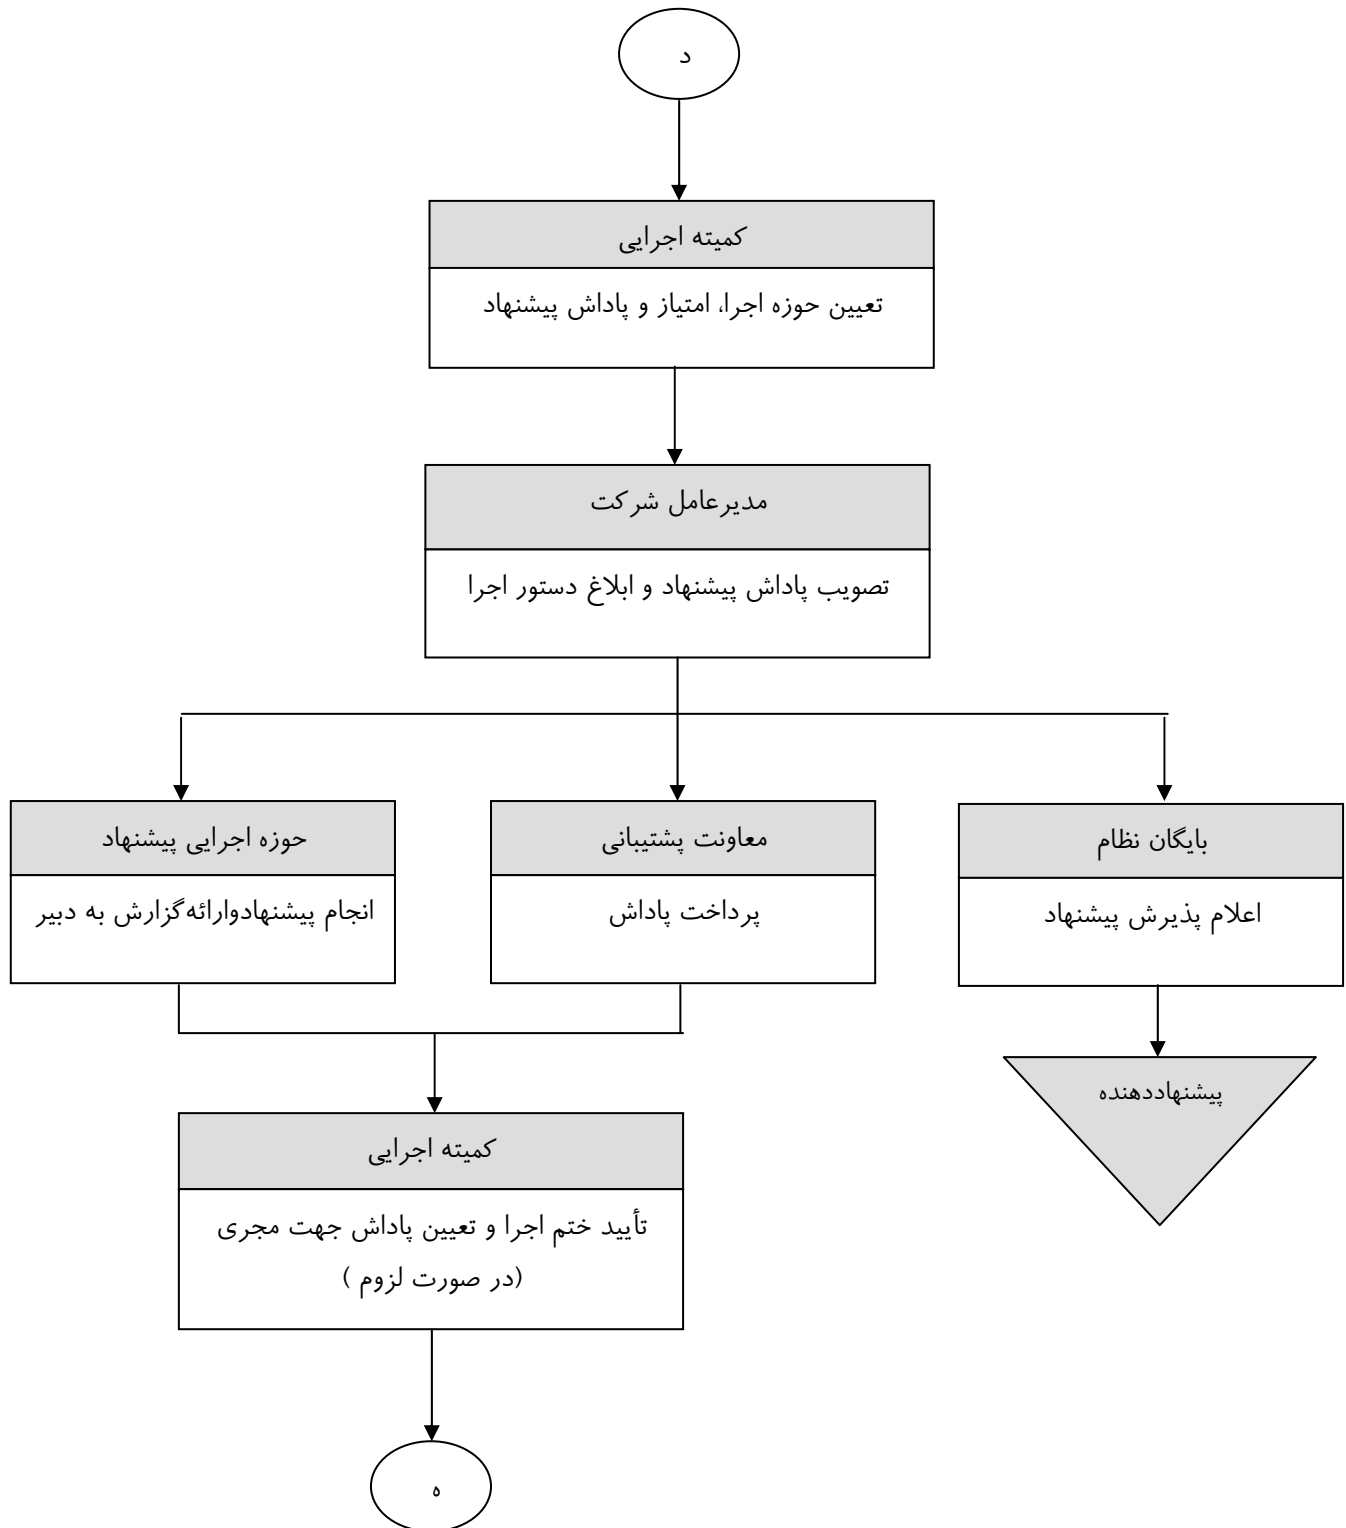 د
کمیته اجرایی
تعیین حوزه اجرا، امتیاز و پاداش پیشنهاد
مدیرعامل شرکت
تصویب پاداش پیشنهاد و ابلاغ دستور اجرا
بایگان نظام
اعلام پذیرش پیشنهاد
معاونت پشتیبانی
پرداخت پاداش
حوزه اجرایی پیشنهاد
انجام پیشنهادوارائه‌گزارش به دبیر
پیشنهاددهنده
کمیته اجرایی
تأیید ختم اجرا و تعیین پاداش جهت مجری
(در صورت لزوم )
ه